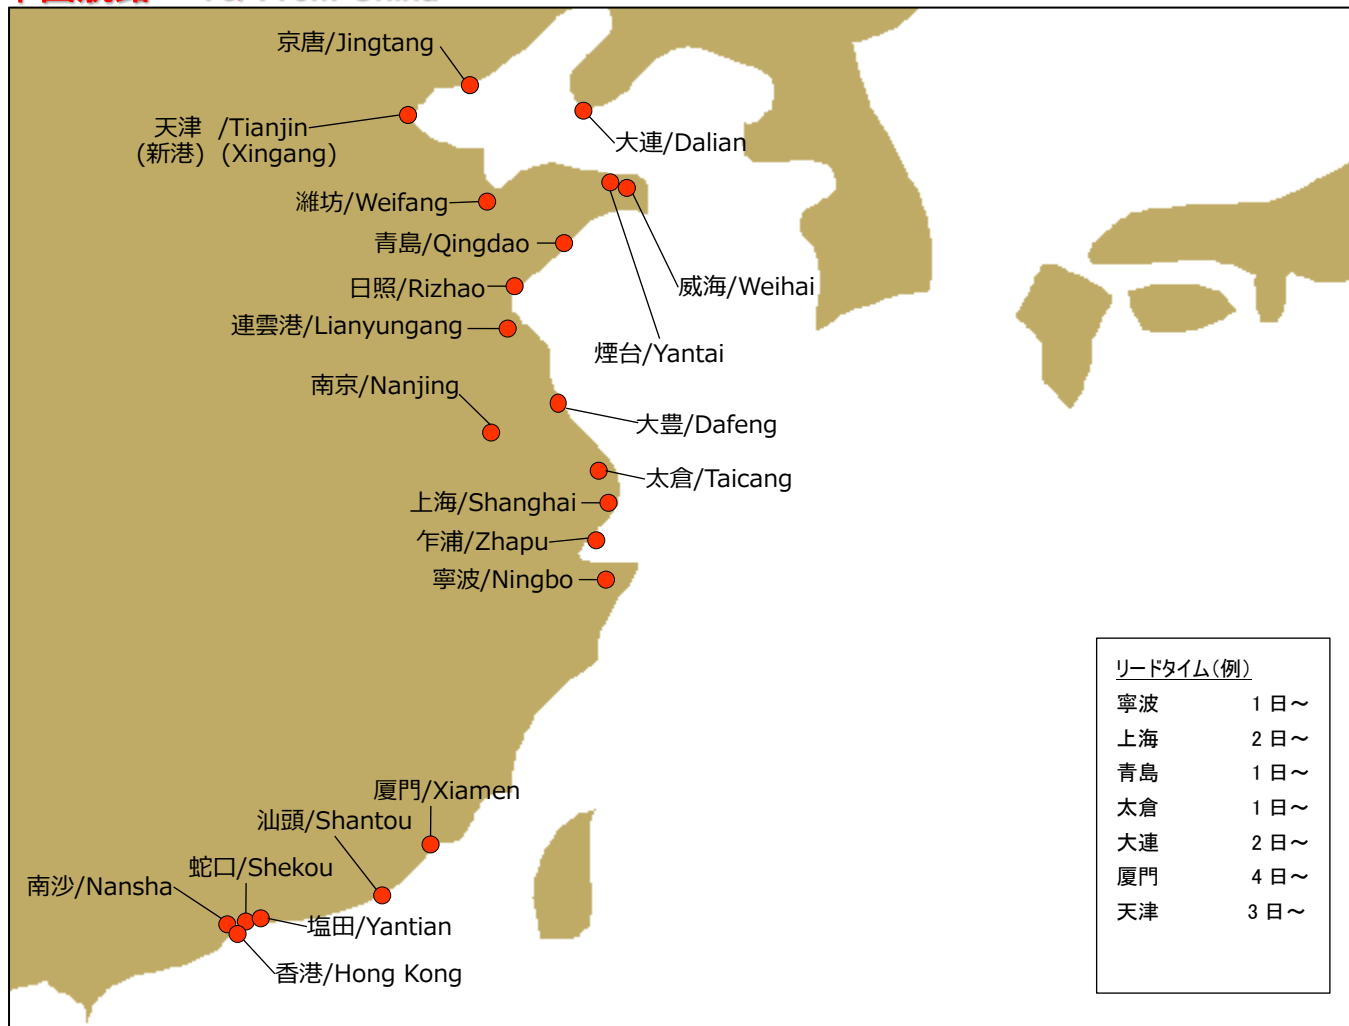 京唐/Jingtang
天津 /Tianjin
(新港) (Xingang)
大連/Dalian
濰坊/Weifang
青島/Qingdao
日照/Rizhao
威海/Weihai
連雲港/Lianyungang
煙台/Yantai
南京/Nanjing
大豊/Dafeng
太倉/Taicang
上海/Shanghai
乍浦/Zhapu
寧波/Ningbo
厦門/Xiamen
汕頭/Shantou
蛇口/Shekou
南沙/Nansha
塩田/Yantian
香港/Hong Kong
リードタイム(例)
寧波 1 日～
上海 2 日～
青島 1 日～
太倉 1 日～
大連 2 日～
厦門 4 日～
天津 3 日～